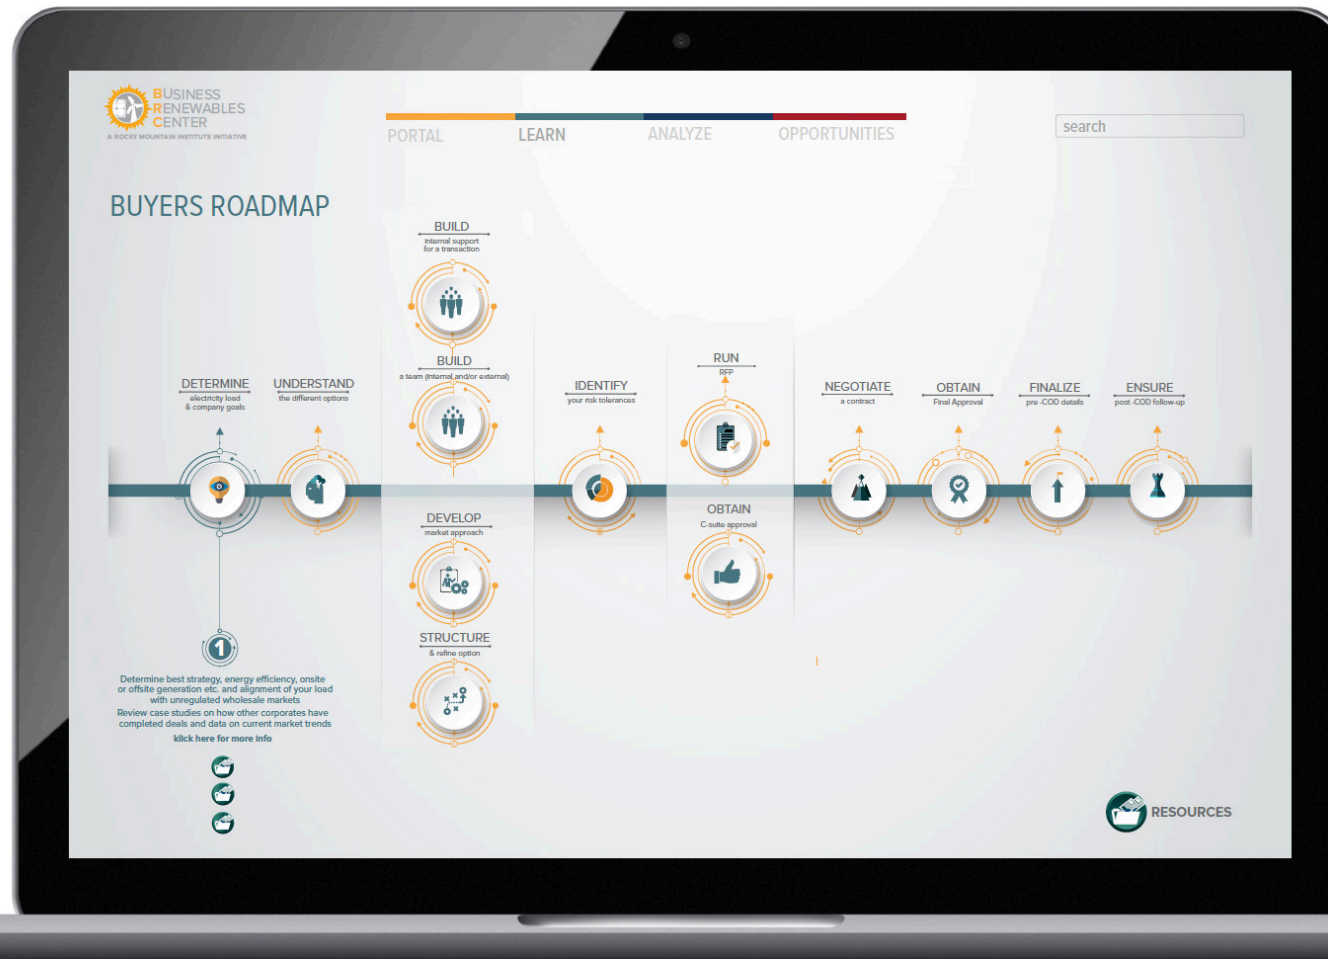 BUSINESS
RENEWABLES
CENTER
A ROCKY MOUNTAIN INSTITUTE INITIATIVE
PORTAL
LEARN
ANALYZE
OPPORTUNITIES
search
BUYERS ROADMAP
DETERMINE
electricity load
& company goals
UNDERSTAND
the different options
BUILD
Internal support
for a transaction
BUILD
a team (Internal and/or external)
DEVELOP
market approach
STRUCTURE
& refine option
IDENTIFY
your risk tolerances
RUN
RFP
OBTAIN
C-suite approval
NEGOTIATE
a contract
OBTAIN
Final Approval
FINALIZE
pre -COD details
ENSURE
post -COD follow-up
1
Determine best strategy, energy efficiency, onsite
or offsite generation etc. and alignment of your load
with unregulated wholesale markets
Review case studies on how other corporates have
completed deals and data on current market trends
klick here for more info
RESOURCES